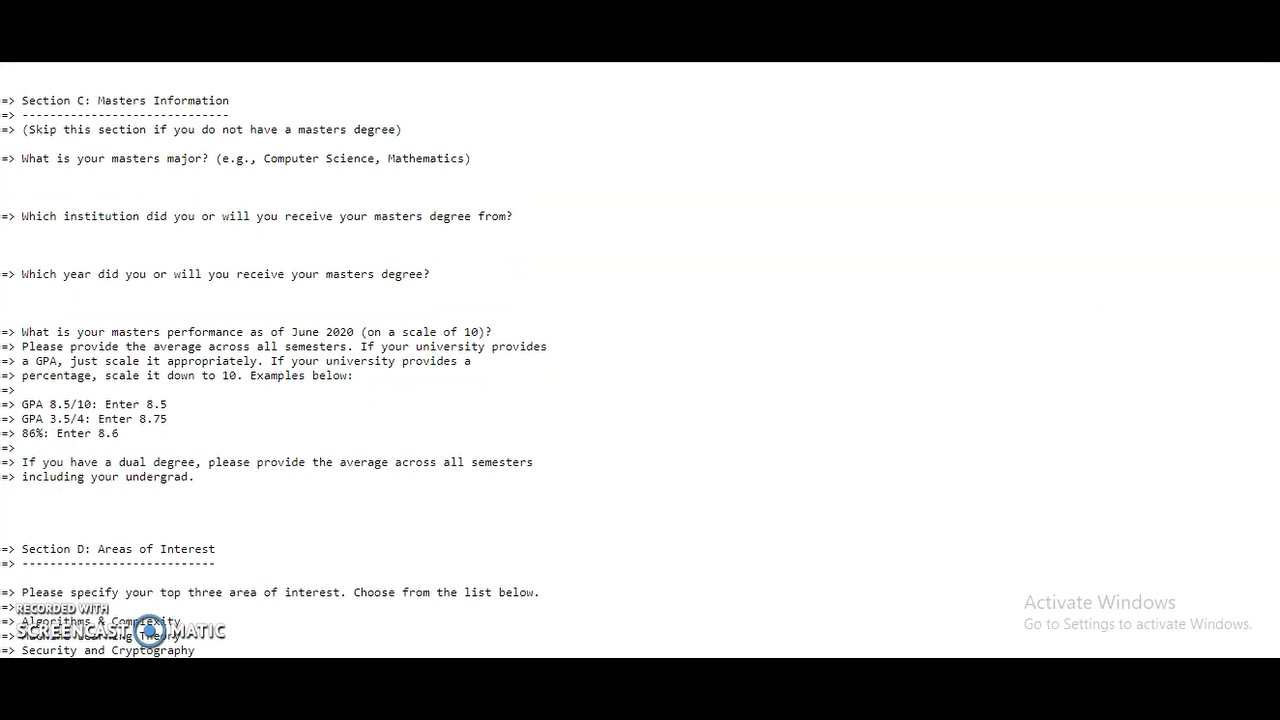 => Section C: Masters Information
=> ------------------------------
=> (Skip this section if you do not have a masters degree)
=> What is your masters major? (e.g., Computer Science, Mathematics)
=> Which institution did you or will you receive your masters degree from?
=> Which year did you or will you receive your masters degree?
=> What is your masters performance as of June 2020 (on a scale of 10)?
=> Please provide the average across all semesters. If your university provides
=> a GPA, just scale it appropriately. If your university provides a
=> percentage, scale it down to 10. Examples below:
=>
=> GPA 8.5/10: Enter 8.5
=> GPA 3.5/4: Enter 8.75
=> 86%: Enter 8.6
=>
=> If you have a dual degree, please provide the average across all semesters
=> including your undergrad.
=> Section D: Areas of Interest
=> ----------------------------
=> Please specify your top three area of interest. Choose from the list below.
=>
=> Algorithms & Complexity
=> Machine Learning Theory
=> Security and Cryptography
RECORDED WITH
SCREENCAST MATIC
Activate Windows
Go to Settings to activate Windows.